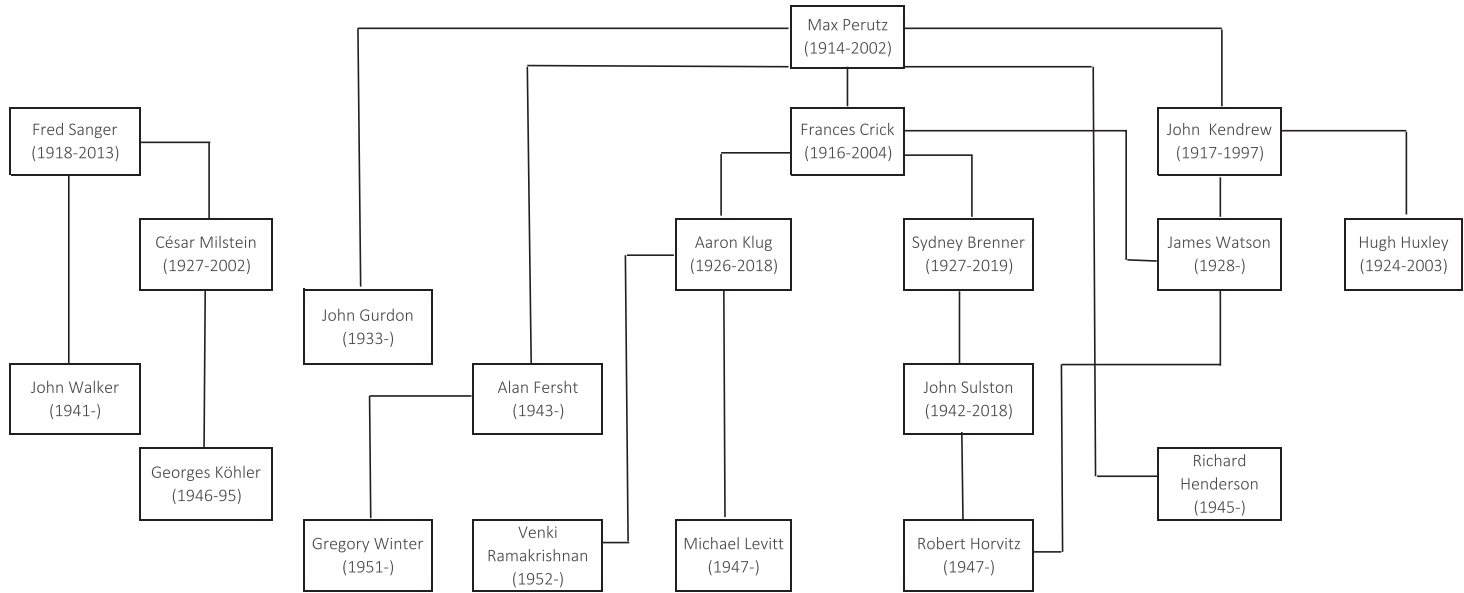 Max Perutz
(1914-2002)
Fred Sanger
(1918-2013)
Frances Crick
(1916-2004)
John Kendrew
(1917-1997)
César Milstein
(1927-2002)
Aaron Klug
(1926-2018)
Sydney Brenner
(1927-2019)
James Watson
(1928-)
Hugh Huxley
(1924-2003)
John Gurdon
(1933-)
John Walker
(1941-)
Alan Fersht
(1943-)
John Sulston
(1942-2018)
Georges Köhler
(1946-95)
Richard
Henderson
(1945-)
Gregory Winter
(1951-)
Venki
Ramakrishnan
(1952-)
Michael Levitt
(1947-)
Robert Horvitz
(1947-)